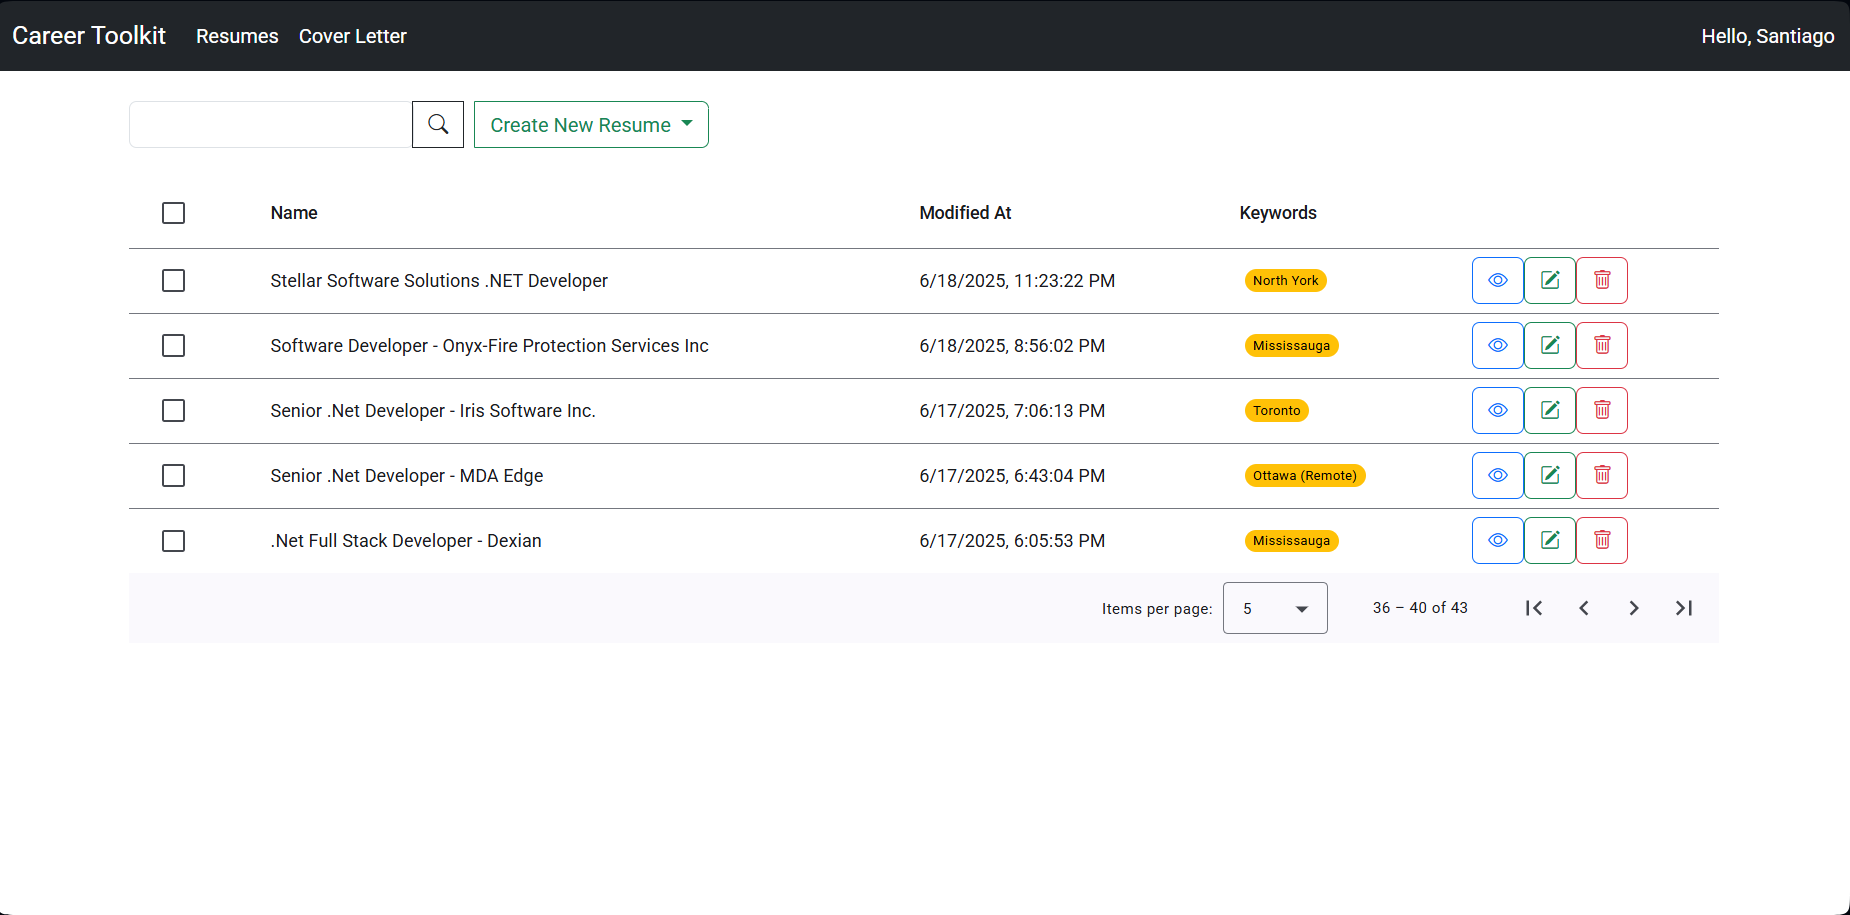 Career Toolkit Resumes Cover Letter Hello, Santiago
Create New Resume
Name Modified At Keywords
Stellar Software Solutions .NET Developer 6/18/2025, 11:23:22 PM North York
Software Developer - Onyx-Fire Protection Services Inc 6/18/2025, 8:56:02 PM Mississauga
Senior .Net Developer - Iris Software Inc. 6/17/2025, 7:06:13 PM Toronto
Senior .Net Developer - MDA Edge 6/17/2025, 6:43:04 PM Ottawa (Remote)
.Net Full Stack Developer - Dexian 6/17/2025, 6:05:53 PM Mississauga
Items per page: 5 36 – 40 of 43